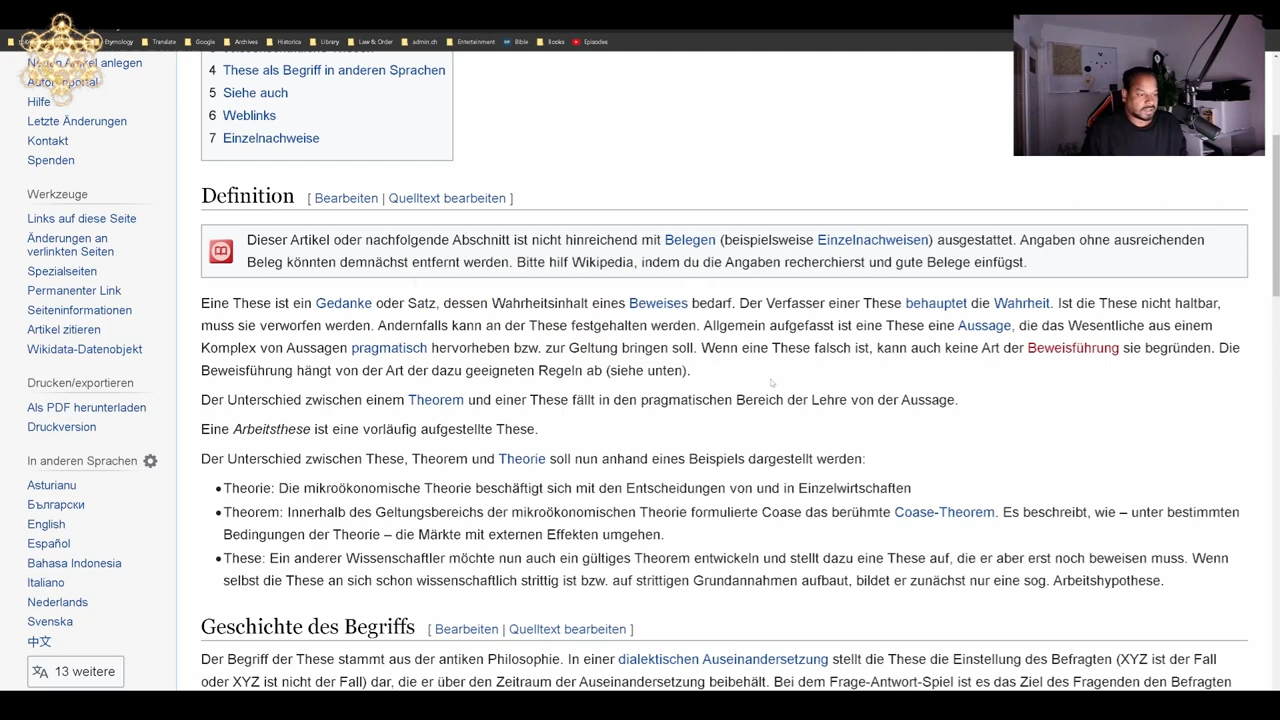 Etymology
Translate
Google
Archives
Historica
Library
Law & Order
admin.ch
Entertainment
Bible
Books
Episodes
Neuen Artikel anlegen
Hilfe
Letzte Änderungen
Kontakt
Spenden
Werkzeuge
Links auf diese Seite
Änderungen an
verlinkten Seiten
Spezialseiten
Permanenter Link
Seiteninformationen
Artikel zitieren
Wikidata-Datenobjekt
Drucken/exportieren
Als PDF herunterladen
Druckversion
In anderen Sprachen
Asturianu
Български
English
Español
Bahasa Indonesia
Italiano
Nederlands
Svenska
中文
13 weitere
4 These als Begriff in anderen Sprachen
5 Siehe auch
6 Weblinks
7 Einzelnachweise
Definition [ Bearbeiten | Quelltext bearbeiten ]
Dieser Artikel oder nachfolgende Abschnitt ist nicht hinreichend mit Belegen (beispielsweise Einzelnachweisen) ausgestattet. Angaben ohne ausreichenden
Beleg könnten demnächst entfernt werden. Bitte hilf Wikipedia, indem du die Angaben recherchierst und gute Belege einfügst.
Eine These ist ein Gedanke oder Satz, dessen Wahrheitsinhalt eines Beweises bedarf. Der Verfasser einer These behauptet die Wahrheit. Ist die These nicht haltbar,
muss sie verworfen werden. Andernfalls kann an der These festgehalten werden. Allgemein aufgefasst ist eine These eine Aussage, die das Wesentliche aus einem
Komplex von Aussagen pragmatisch hervorheben bzw. zur Geltung bringen soll. Wenn eine These falsch ist, kann auch keine Art der Beweisführung sie begründen. Die
Beweisführung hängt von der Art der dazu geeigneten Regeln ab (siehe unten).
Der Unterschied zwischen einem Theorem und einer These fällt in den pragmatischen Bereich der Lehre von der Aussage.
Eine Arbeitsthese ist eine vorläufig aufgestellte These.
Der Unterschied zwischen These, Theorem und Theorie soll nun anhand eines Beispiels dargestellt werden:
• Theorie: Die mikroökonomische Theorie beschäftigt sich mit den Entscheidungen von und in Einzelwirtschaften
• Theorem: Innerhalb des Geltungsbereichs der mikroökonomischen Theorie formulierte Coase das berühmte Coase-Theorem. Es beschreibt, wie – unter bestimmten
Bedingungen der Theorie – die Märkte mit externen Effekten umgehen.
• These: Ein anderer Wissenschaftler möchte nun auch ein gültiges Theorem entwickeln und stellt dazu eine These auf, die er aber erst noch beweisen muss. Wenn
selbst die These an sich schon wissenschaftlich strittig ist bzw. auf strittigen Grundannahmen aufbaut, bildet er zunächst nur eine sog. Arbeitshypothese.
Geschichte des Begriffs [ Bearbeiten | Quelltext bearbeiten ]
Der Begriff der These stammt aus der antiken Philosophie. In einer dialektischen Auseinandersetzung stellt die These die Einstellung des Befragten (XYZ ist der Fall
oder XYZ ist nicht der Fall) dar, die er über den Zeitraum der Auseinandersetzung beibehält. Bei dem Frage-Antwort-Spiel ist es das Ziel des Fragenden den Befragten